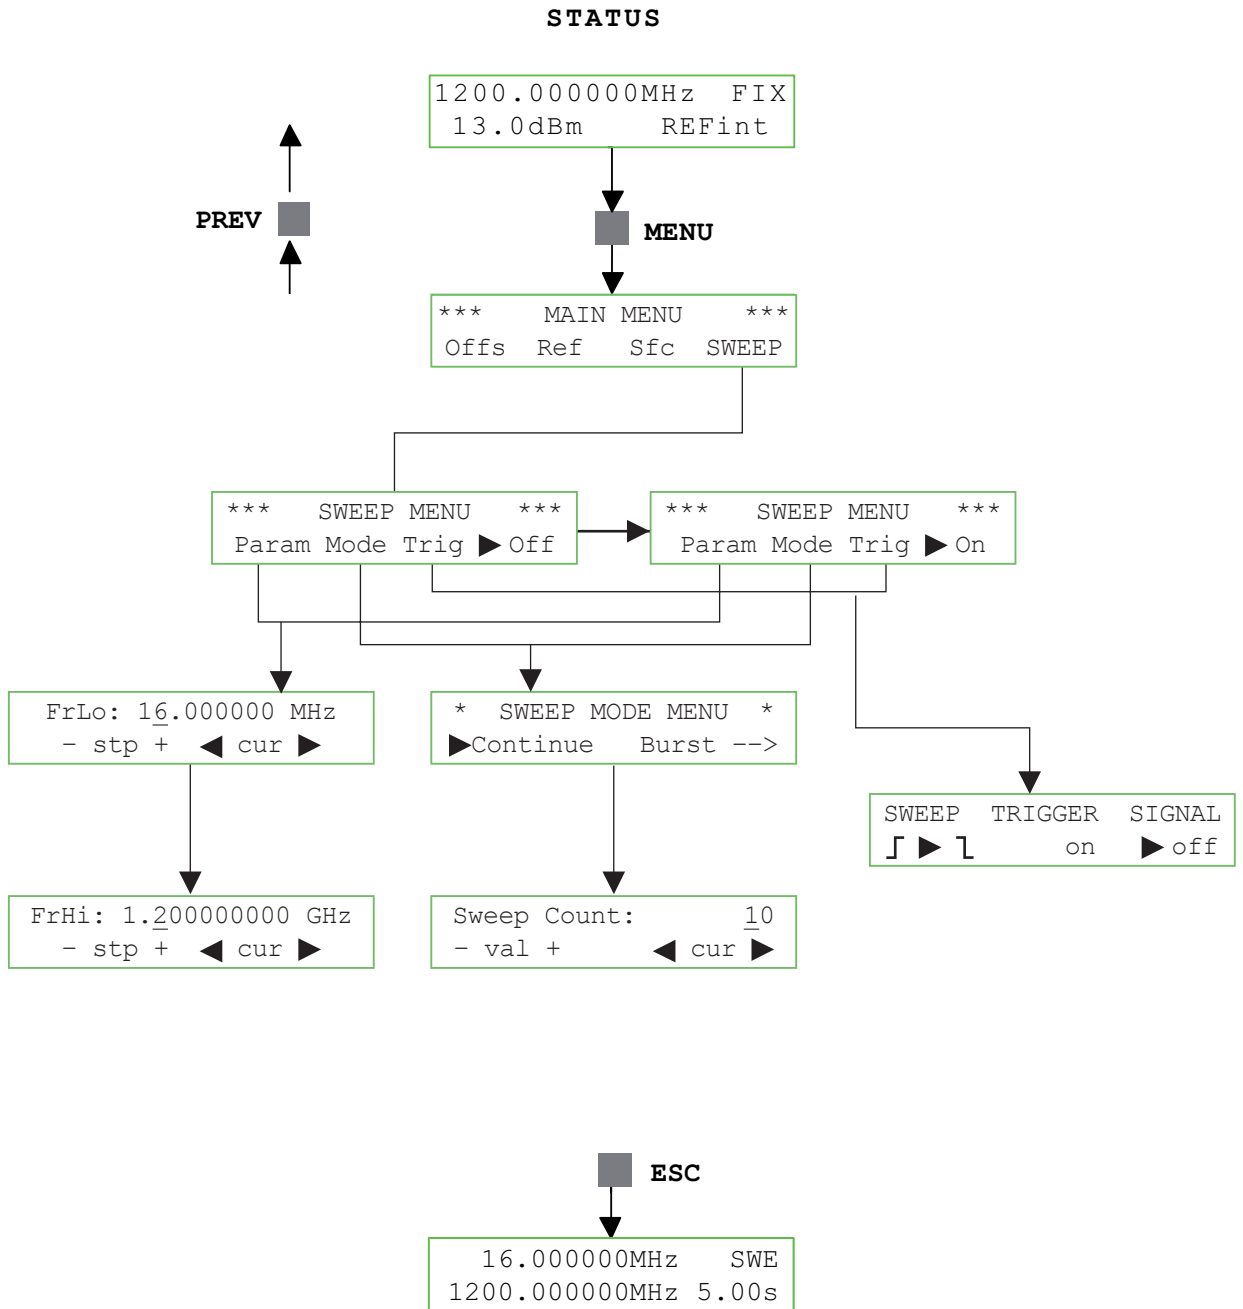 STATUS
1200.000000MHz FIX
13.0dBm REFint
PREV
MENU
*** MAIN MENU ***
Offs Ref Sfc SWEEP
*** SWEEP MENU ***
Param Mode Trig ▶ Off
*** SWEEP MENU ***
Param Mode Trig ▶ On
FrLo: 16.000000 MHz
- stp + ◀ cur ▶
* SWEEP MODE MENU *
▶Continue Burst -->
SWEEP TRIGGER SIGNAL
▶ on ▶ off
FrHi: 1.200000000 GHz
- stp + ◀ cur ▶
Sweep Count: 10
- val + ◀ cur ▶
ESC
16.000000MHz SWE
1200.000000MHz 5.00s